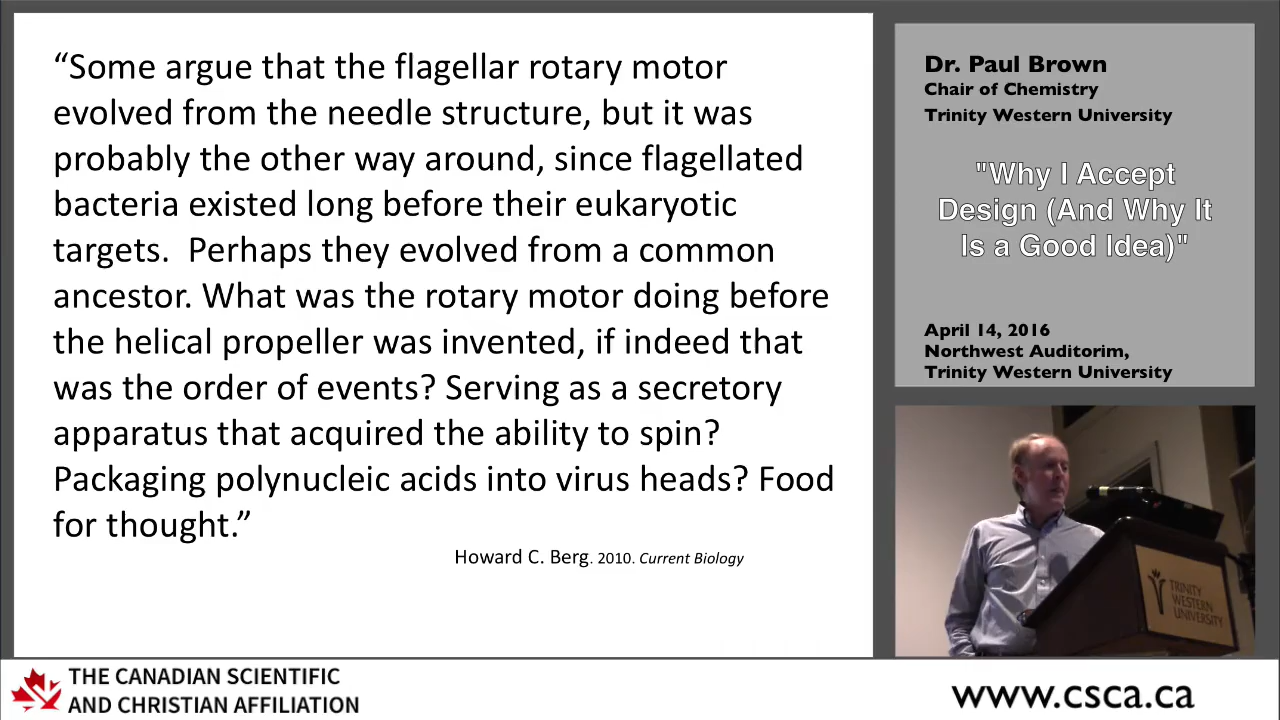 “Some argue that the flagellar rotary motor
evolved from the needle structure, but it was
probably the other way around, since flagellated
bacteria existed long before their eukaryotic
targets.  Perhaps they evolved from a common
ancestor. What was the rotary motor doing before
the helical propeller was invented, if indeed that
was the order of events? Serving as a secretory
apparatus that acquired the ability to spin?
Packaging polynucleic acids into virus heads? Food
for thought.”
Howard C. Berg. 2010. Current Biology
Dr. Paul Brown
Chair of Chemistry
Trinity Western University
"Why I Accept
Design (And Why It
Is a Good Idea)"
April 14, 2016
Northwest Auditorim,
Trinity Western University
TRINITY
WESTERN
UNIVERSITY
THE CANADIAN SCIENTIFIC
AND CHRISTIAN AFFILIATION
www.csca.ca